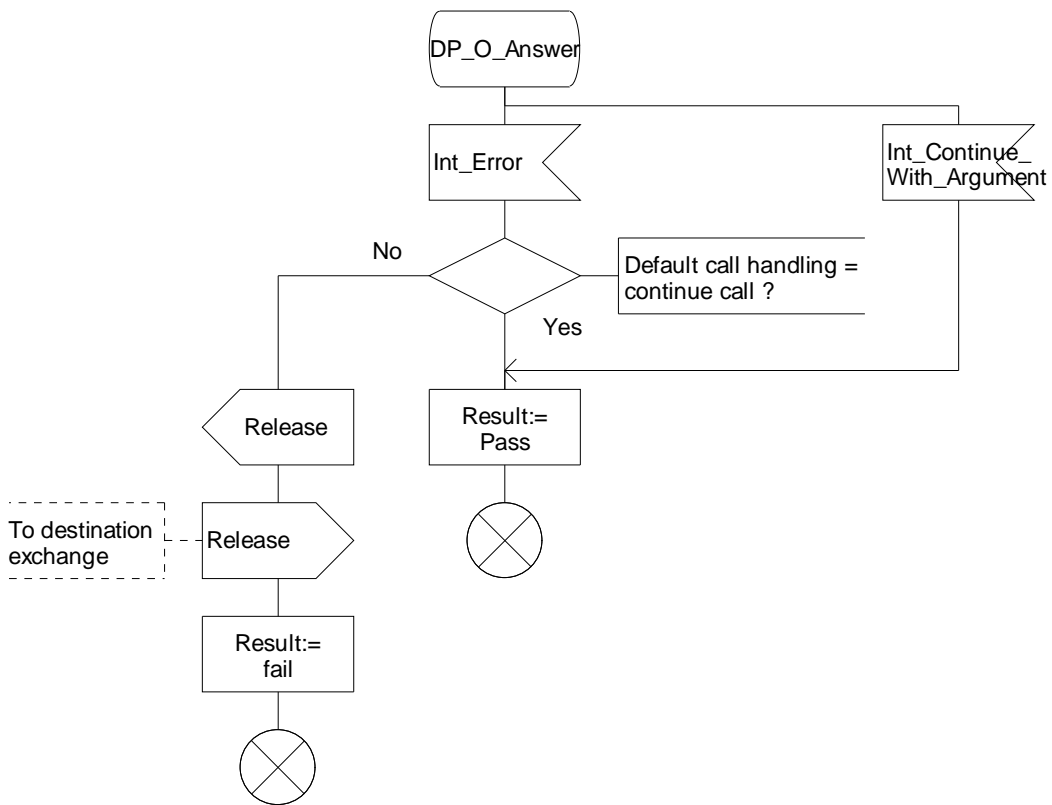 DP_O_Answer
Int_Error
Int_Continue_
With_Argument
No
Default call handling =
continue call ?
Yes
Release
Result:=
Pass
To destination
exchange
Release
Result:=
fail